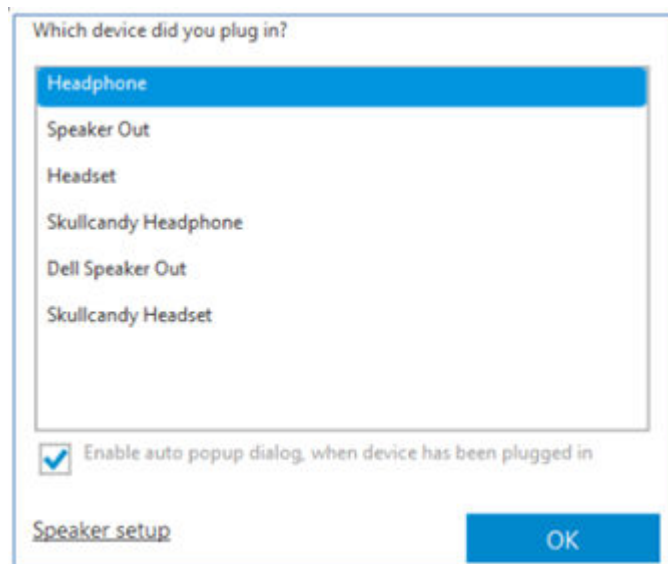 Which device did you plug in?
Headphone
Speaker Out
Headset
Skullcandy Headphone
Dell Speaker Out
Skullcandy Headset
Enable auto popup dialog, when device has been plugged in
Speaker setup
OK